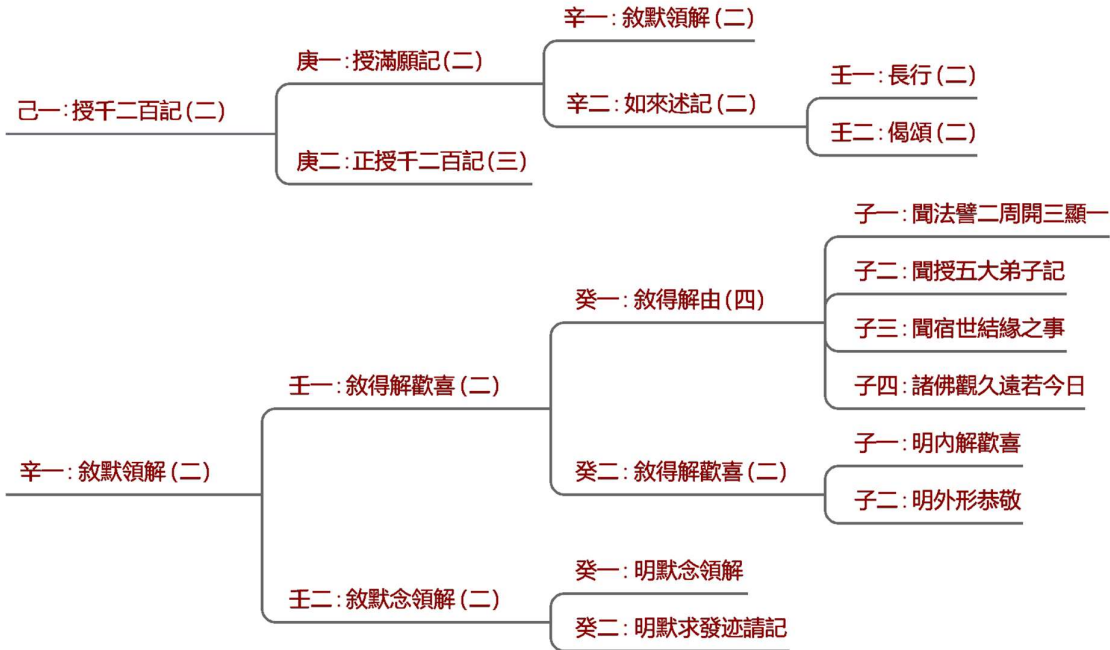 己一:授千二百記(二)
庚一:授滿願記(二)
辛一:敘默領解(二)
辛二:如來述記(二)
壬一:長行(二)
壬二:偈頌(二)
庚二:正授千二百記(三)
辛一:敘默領解(二)
壬一:敘得解歡喜(二)
癸一:敘得解由(四)
子一:聞法譬二周開三顯一
子二:聞授五大弟子記
子三:聞宿世結緣之事
子四:諸佛觀久遠若今日
癸二:敘得解歡喜(二)
子一:明內解歡喜
子二:明外形恭敬
壬二:敘默念領解(二)
癸一:明默念領解
癸二:明默求發迹請記